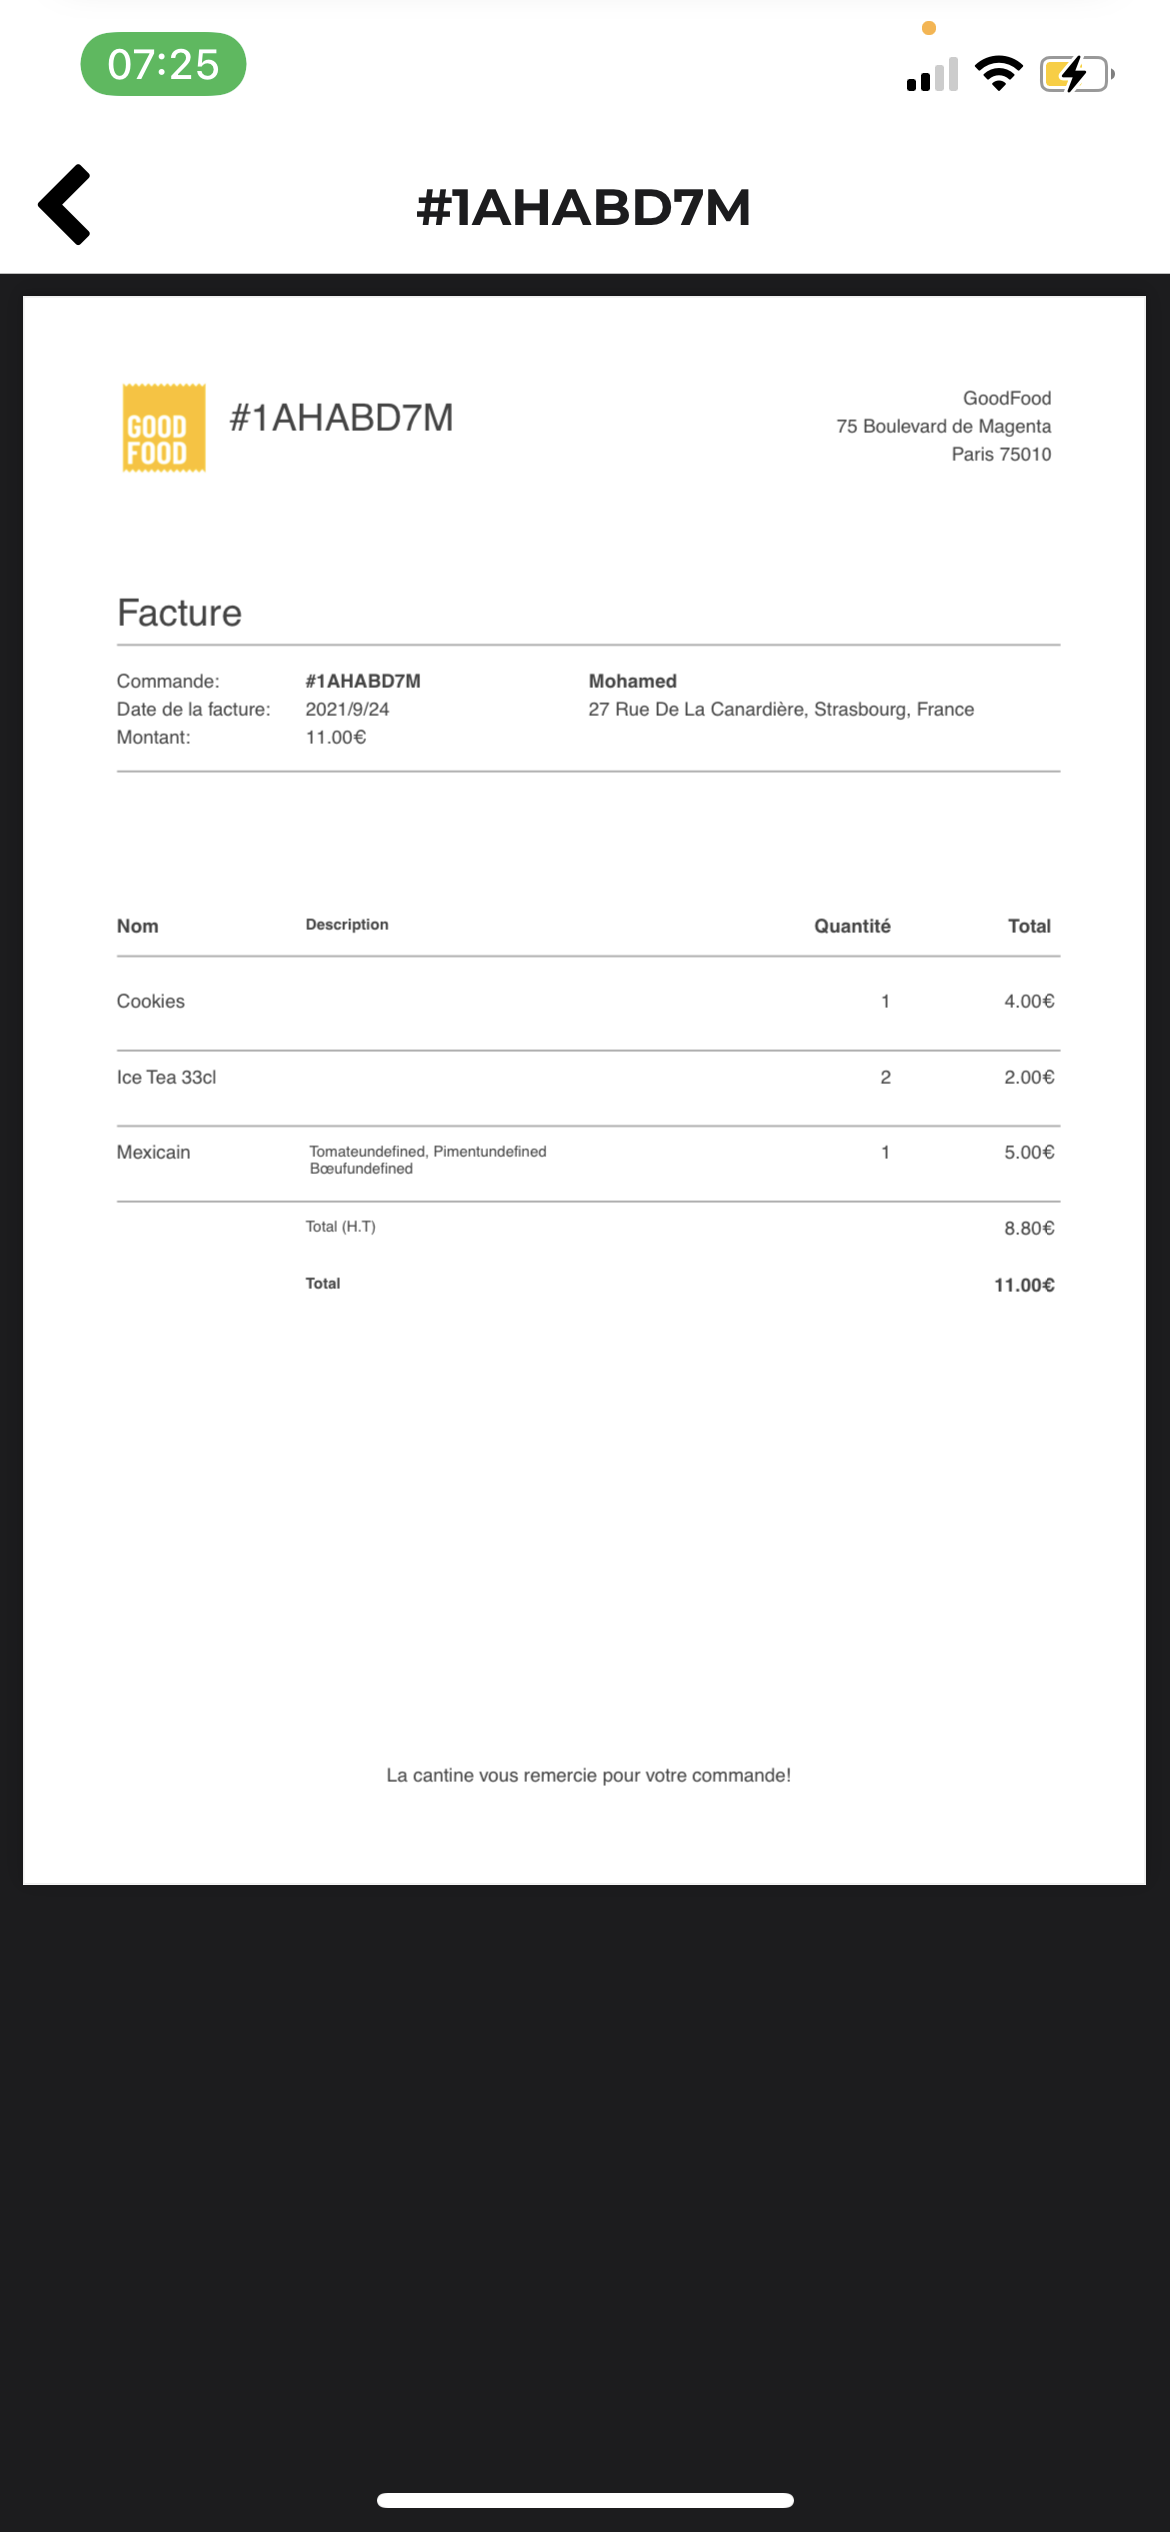 07:25
#1AHABD7M
GOOD
FOOD
#1AHABD7M
GoodFood
75 Boulevard de Magenta
Paris 75010
Facture
Commande: #1AHABD7M Mohamed
Date de la facture: 2021/9/24 27 Rue De La Canardière, Strasbourg, France
Montant: 11.00€
Nom Description Quantité Total
Cookies 1 4.00€
Ice Tea 33cl 2 2.00€
Mexicain Tomateundefined, Pimentundefined 1 5.00€
Bœufundefined
Total (H.T) 8.80€
Total 11.00€
La cantine vous remercie pour votre commande!